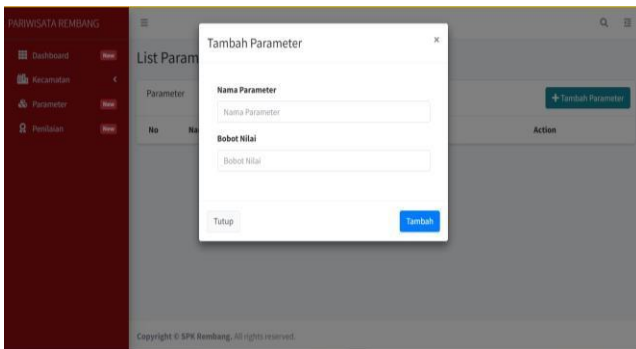 PARIWISATA REMBANG
Dashboard New
Kecamatan
Parameter New
Penilaian New
List Param
Parameter
+ Tambah Parameter
No Na Action
Tambah Parameter ×
Nama Parameter
Nama Parameter
Bobot Nilai
Bobot Nilai
Tutup Tambah
Copyright © SPK Rembang. All rights reserved.